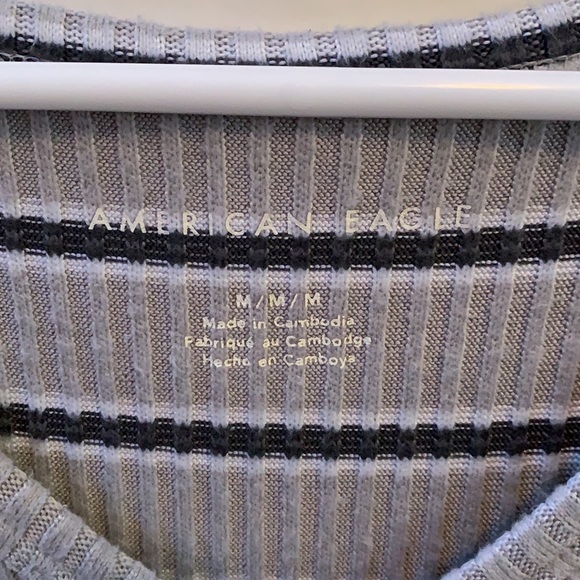 AMERICAN EAGLE
M/M/M
Made in Cambodia
Fabriqué au Cambodge
Hecho en Camboya